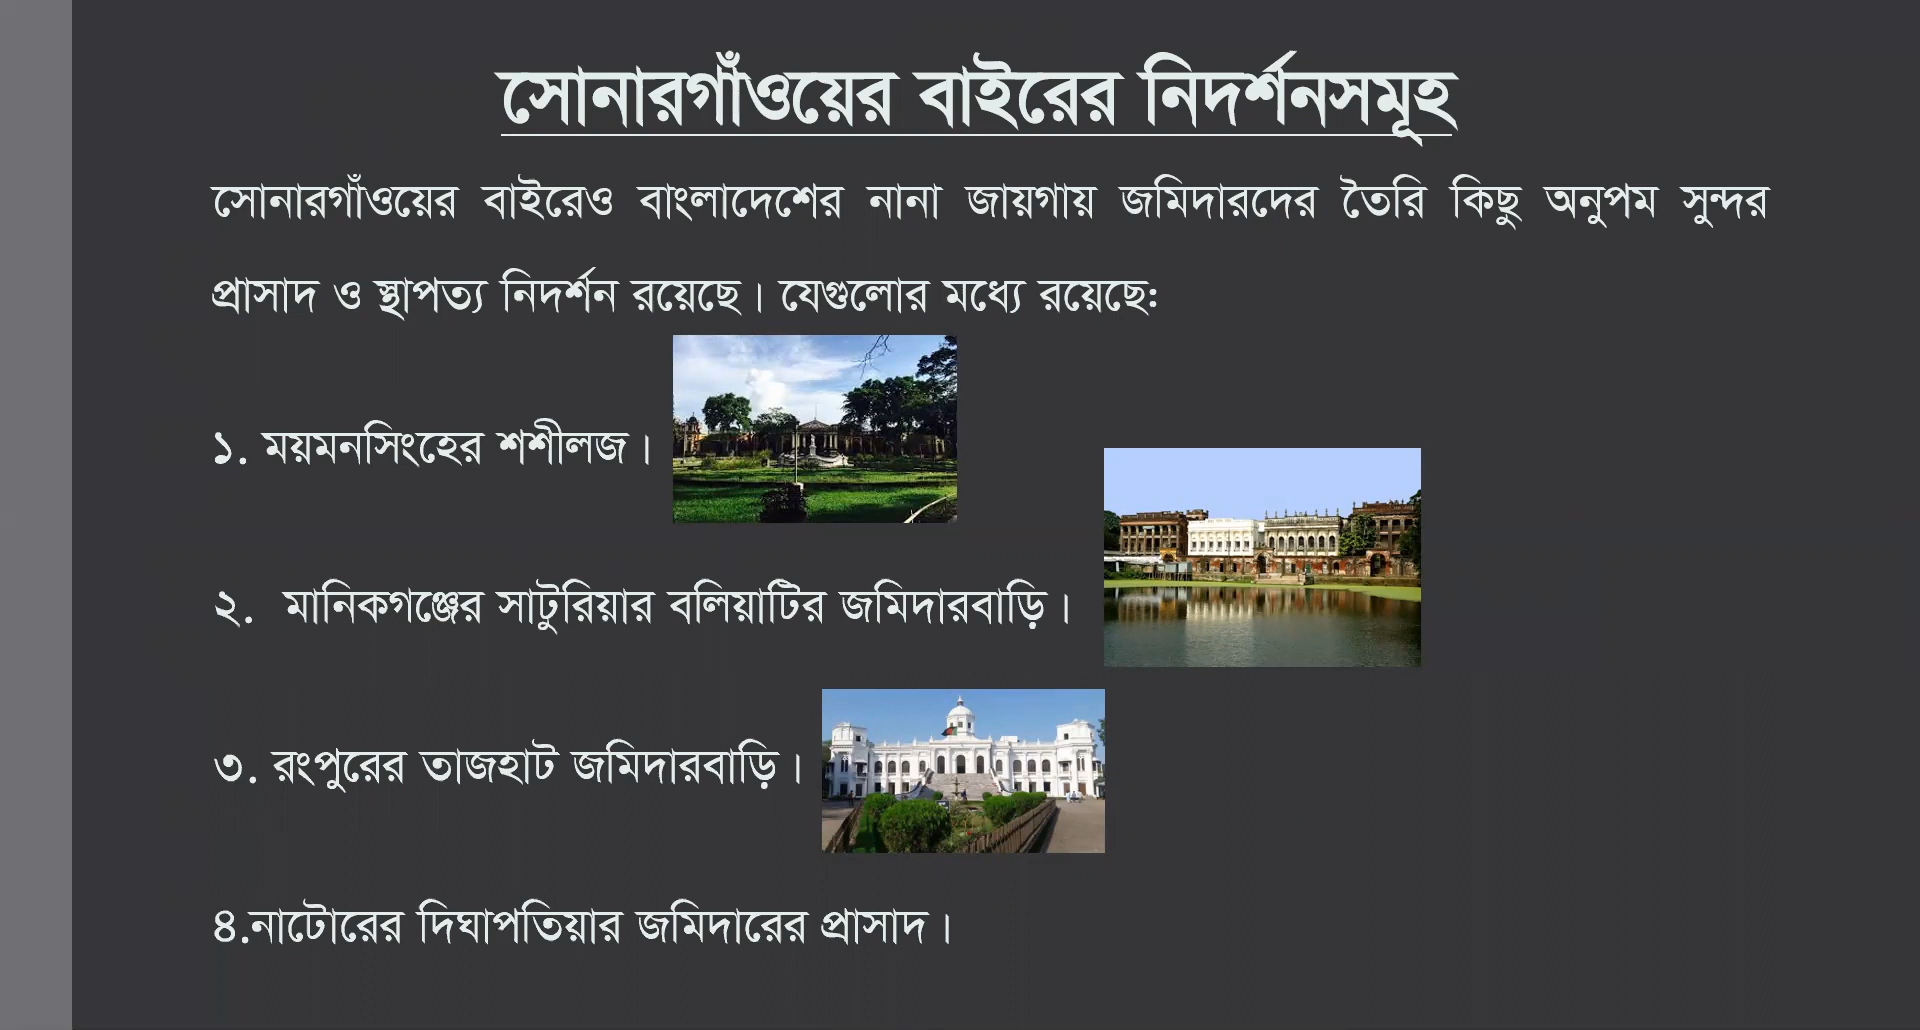 সোনারগাঁওয়ের বাইরের নিদর্শনসমূহ
সোনারগাঁওয়ের বাইরেও বাংলাদেশের নানা জায়গায় জমিদারদের তৈরি কিছু অনুপম সুন্দর
প্রাসাদ ও স্থাপত্য নিদর্শন রয়েছে। যেগুলোর মধ্যে রয়েছেঃ
১. ময়মনসিংহের শশীলজ।
২. মানিকগঞ্জের সাটুরিয়ার বলিয়াটির জমিদারবাড়ি।
৩. রংপুরের তাজহাট জমিদারবাড়ি।
৪.নাটোরের দিঘাপতিয়ার জমিদারের প্রাসাদ।